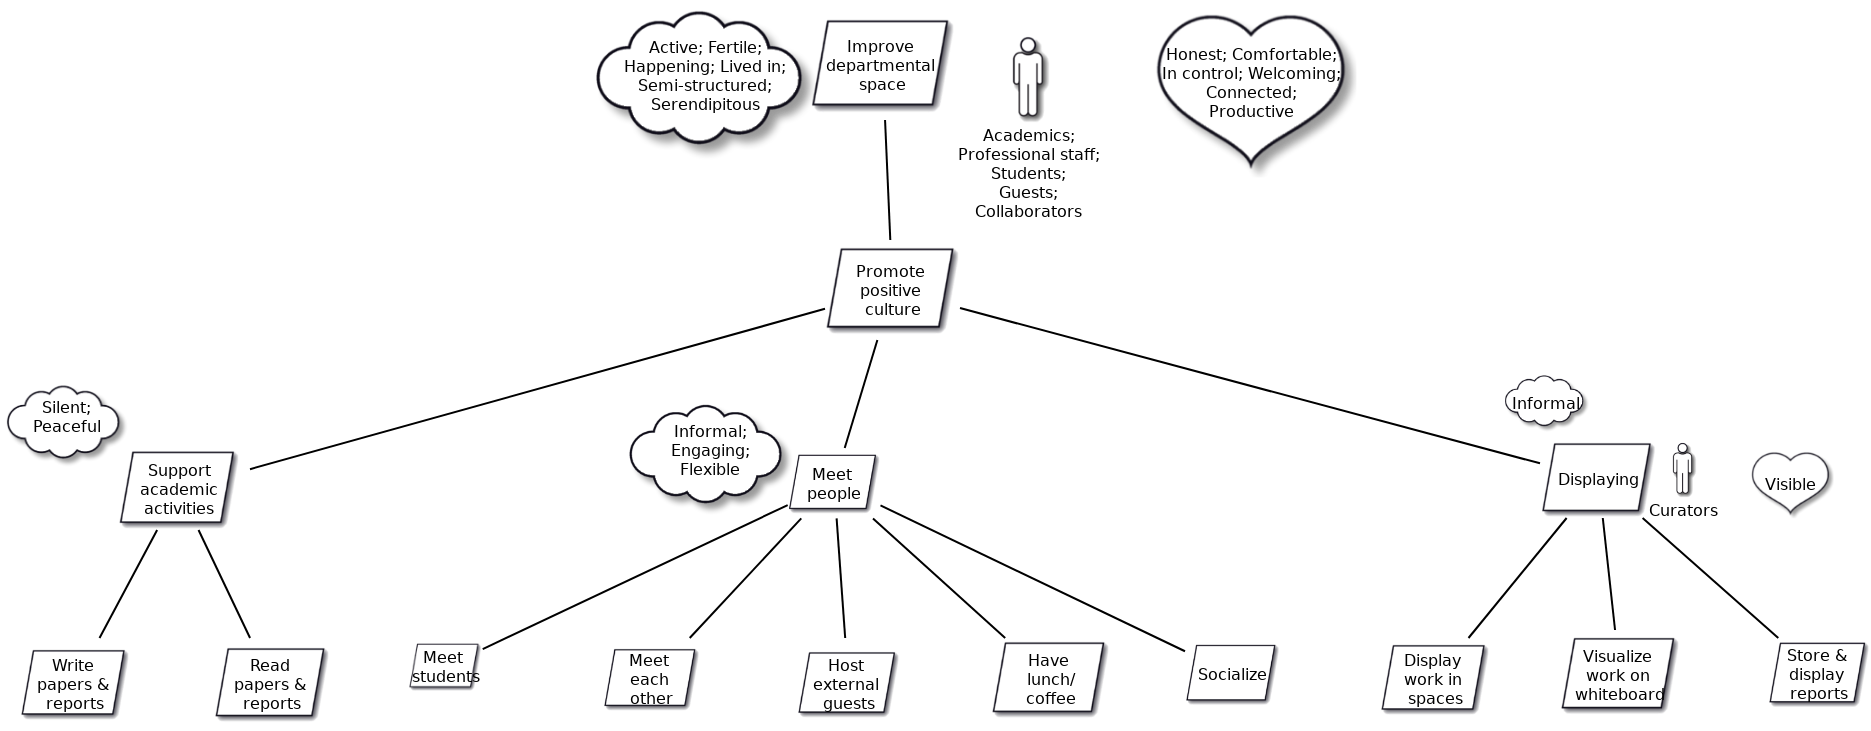 Active; Fertile;
Happening; Lived in;
Semi-structured;
Serendipitous
Improve
departmental
space
Academics;
Professional staff;
Students;
Guests;
Collaborators
Honest; Comfortable;
In control; Welcoming;
Connected;
Productive
Promote
positive
culture
Silent;
Peaceful
Support
academic
activities
Informal;
Engaging;
Flexible
Meet
people
Informal
Displaying
Curators
Visible
Write
papers &
reports
Read
papers &
reports
Meet
students
Meet
each
other
Host
external
guests
Have
lunch/
coffee
Socialize
Display
work in
spaces
Visualize
work on
whiteboard
Store &
display
reports